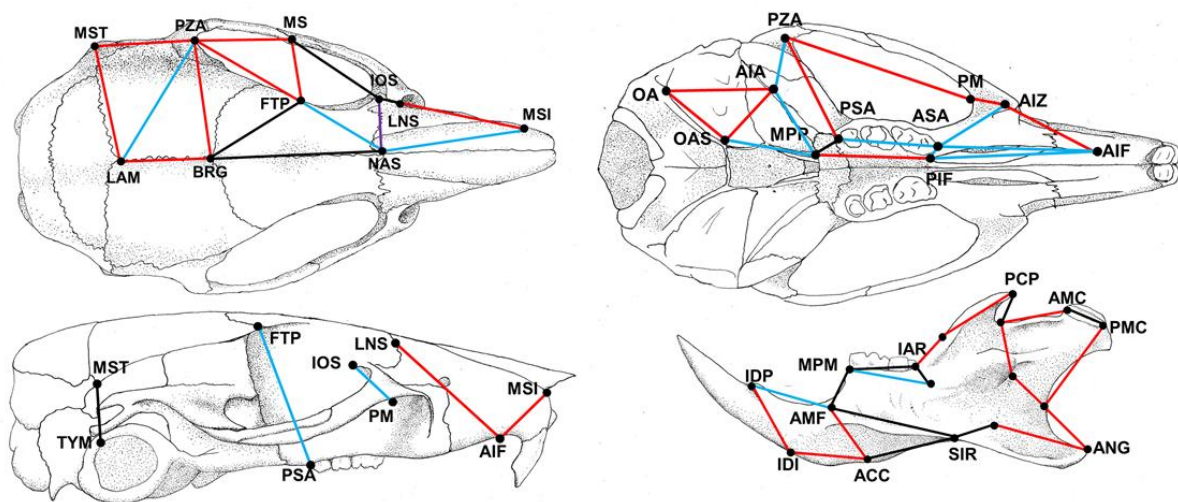 MST
PZA
MS
IOS
FTP
LNS
MSI
LAM
BRG
NAS
PZA
AIA
OA
PM
PSA
ASA
AIZ
OAS
MPP
AIF
PIF
FTP
LNS
IOS
MST
MSI
PM
TYM
AIF
PSA
PCP
AMC
PMC
IAR
MPM
IDP
AMF
SIR
ANG
IDI
ACC